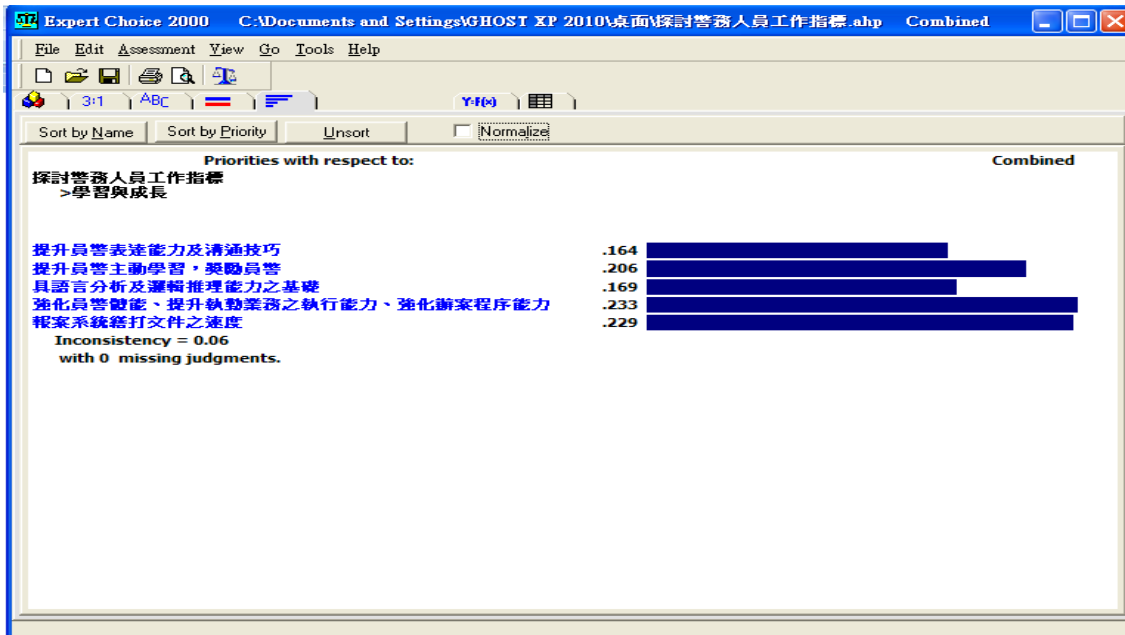 Expert Choice 2000 C:\Documents and Settings\GHOST XP 2010\桌面\探討警務人員工作指標.ahp Combined
File Edit Assessment View Go Tools Help
3:1 ABC Y=F(x)
Sort by Name Sort by Priority Unsort Normalize
Priorities with respect to: Combined
探討警務人員工作指標
>學習與成長
提升員警表達能力及溝通技巧 .164
提升員警主動學習，獎勵員警 .206
具語言分析及邏輯推理能力之基礎 .169
強化員警體能、提升執勤業務之執行能力、強化辦案程序能力 .233
報案系統繕打文件之速度 .229
Inconsistency = 0.06
with 0 missing judgments.